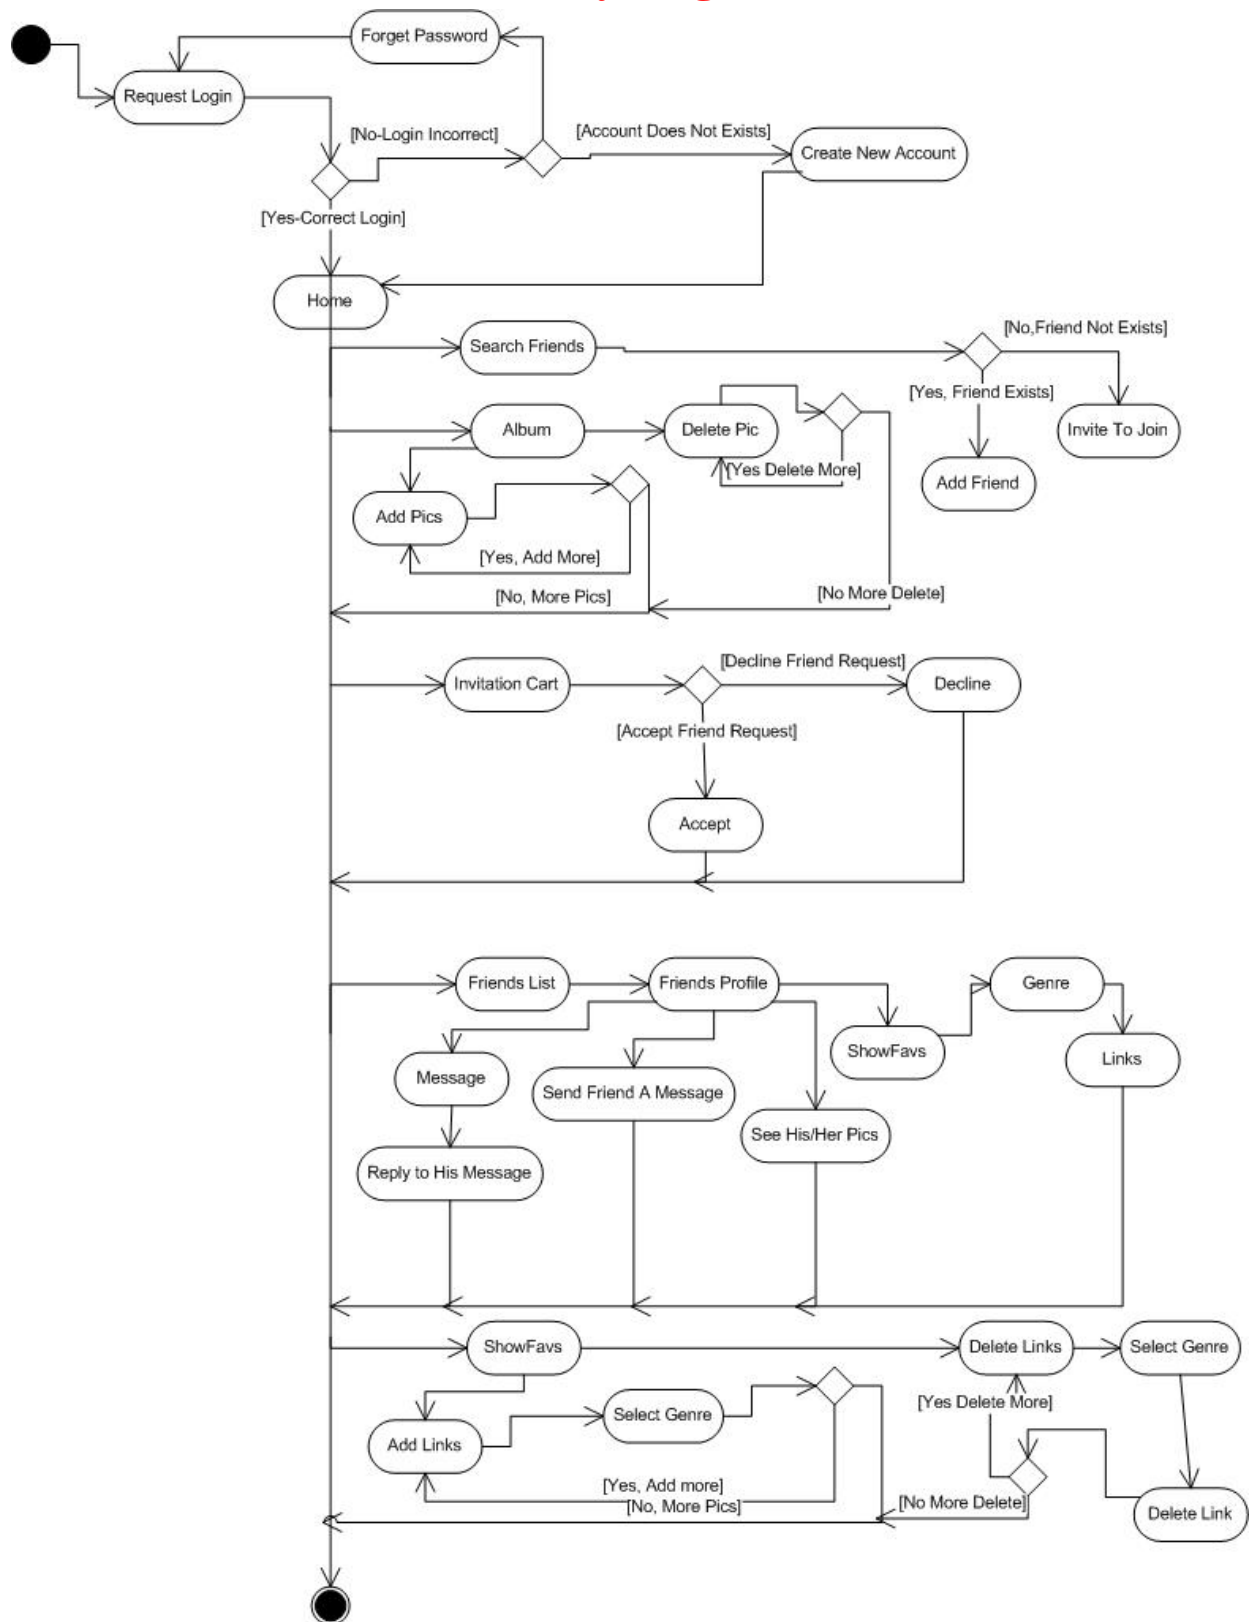 Forget Password
Request Login
[No-Login Incorrect]
[Account Does Not Exists]
Create New Account
[Yes-Correct Login]
Home
[No,Friend Not Exists]
Search Friends
[Yes, Friend Exists]
Album
Delete Pic
Invite To Join
[Yes Delete More]
Add Friend
Add Pics
[Yes, Add More]
[No, More Pics]
[No More Delete]
[Decline Friend Request]
Invitation Cart
Decline
[Accept Friend Request]
Accept
Friends List
Friends Profile
Genre
ShowFavs
Links
Message
Send Friend A Message
See His/Her Pics
Reply to His Message
ShowFavs
Delete Links
Select Genre
[Yes Delete More]
Select Genre
Add Links
[Yes, Add more]
[No, More Pics]
[No More Delete]
Delete Link